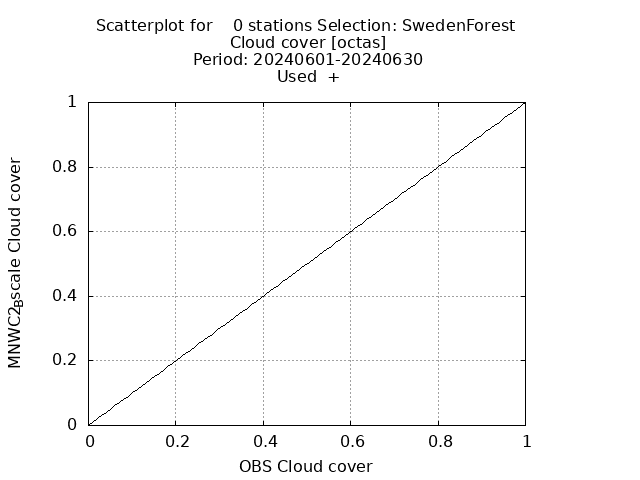 Scatterplot for    0 stations Selection: SwedenForest
Cloud cover [octas]
Period: 20240601-20240630
Used  +
1
0.8
0.6
0.4
0.2
0
MNWC2Bscale Cloud cover
0
0.2
0.4
0.6
0.8
1
OBS Cloud cover